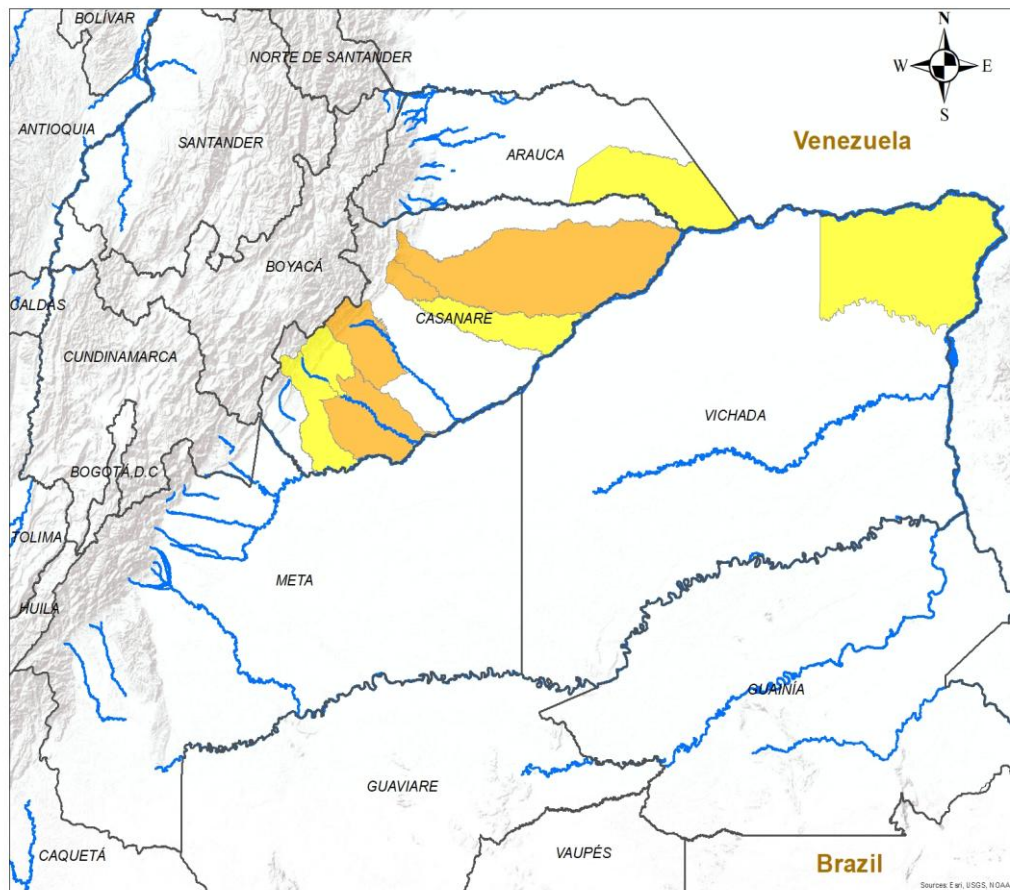 BOLÍVAR
NORTE DE SANTANDER
N
W
E
S
ANTIOQUIA
SANTANDER
ARAUCA
Venezuela
BOYACÁ
CALDAS
CASANARE
CUNDINAMARCA
VICHADA
BOGOTÁ D.C
TOLIMA
META
HUILA
GUAINÍA
GUAVIARE
CAQUETÁ
VAUPÉS
Brazil
Sources: Esri, USGS, NOAA